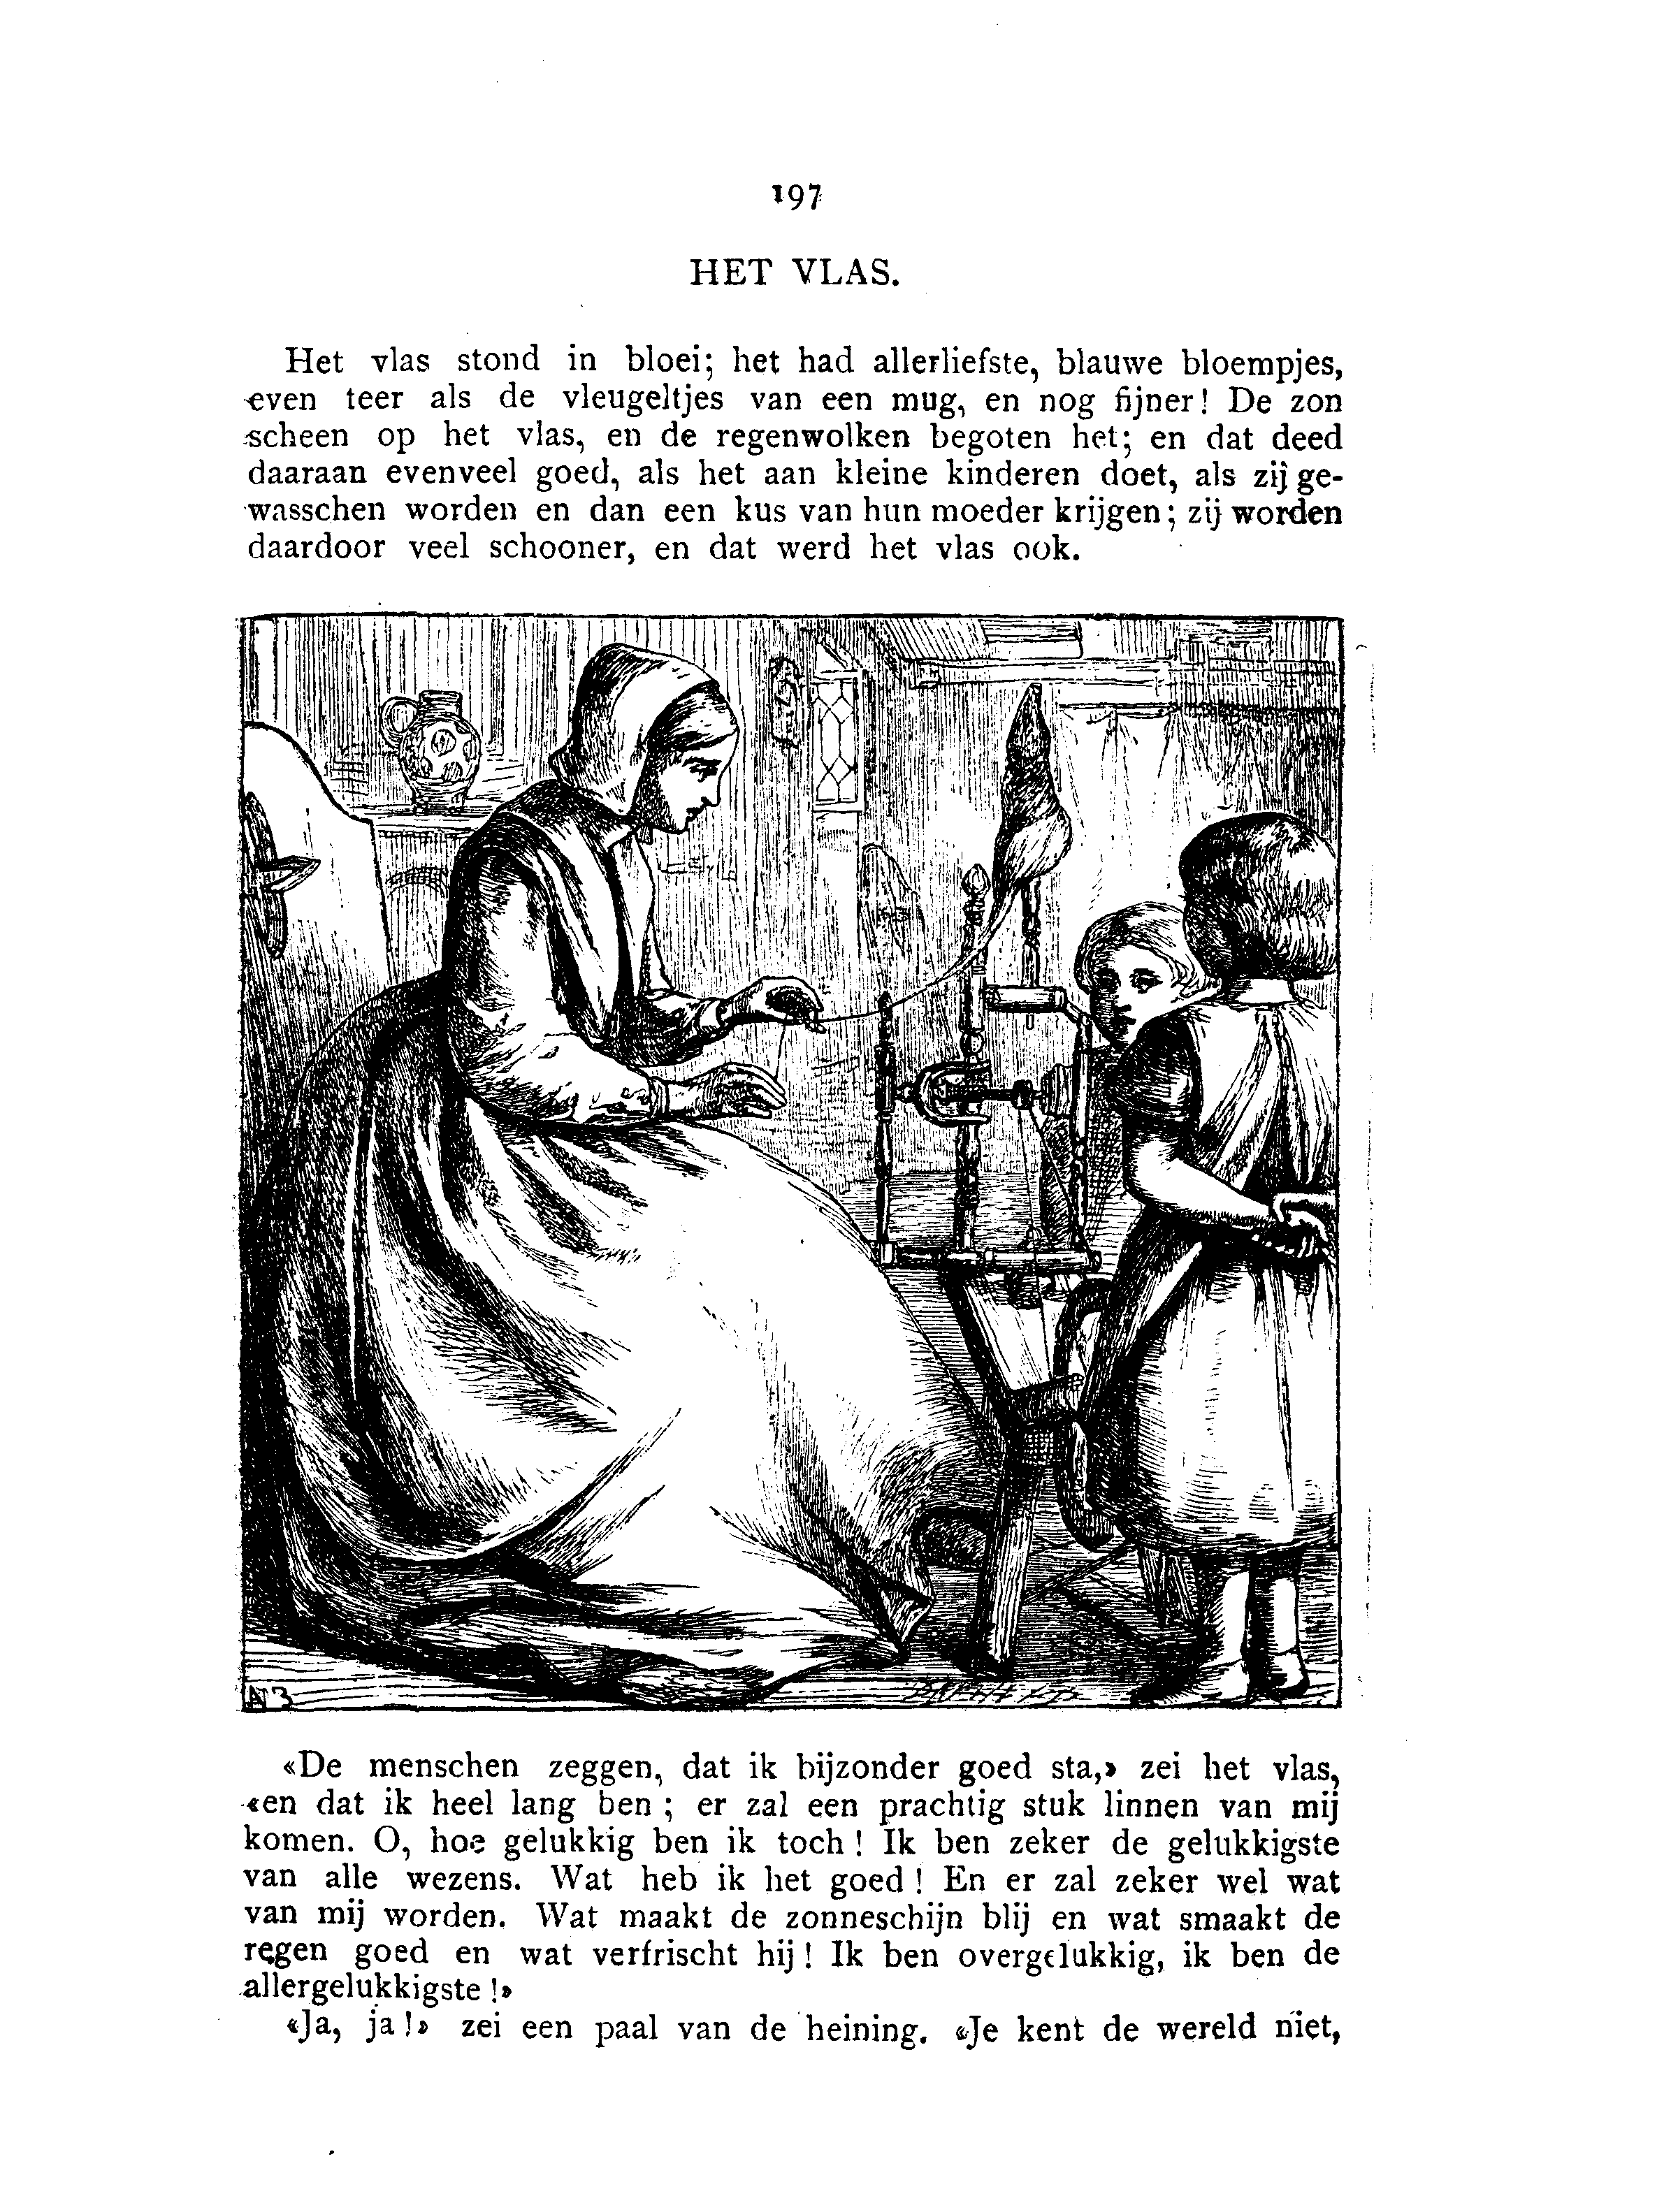 197
HET VLAS.
Het vlas stond in bloei; het had allerliefste, blauwe bloempjes,
even teer als de vleugeltjes van een mug, en nog fijner! De zon
scheen op het vlas, en de regenwolken begoten het; en dat deed
daaraan evenveel goed, als het aan kleine kinderen doet, als zij ge-
wasschen worden en dan een kus van hun moeder krijgen; zij worden
daardoor veel schooner, en dat werd het vlas ook.
«De menschen zeggen, dat ik bijzonder goed sta,» zei het vlas,
«en dat ik heel lang ben; er zal een prachtig stuk linnen van mij
komen. O, hoe gelukkig ben ik toch! Ik ben zeker de gelukkigste
van alle wezens. Wat heb ik het goed! En er zal zeker wel wat
van mij worden. Wat maakt de zonneschijn blij en wat smaakt de
regen goed en wat verfrischt hij! Ik ben overgelukkig, ik ben de
allergelukkigste!»
«Ja, ja!» zei een paal van de heining. «Je kent de wereld niet,